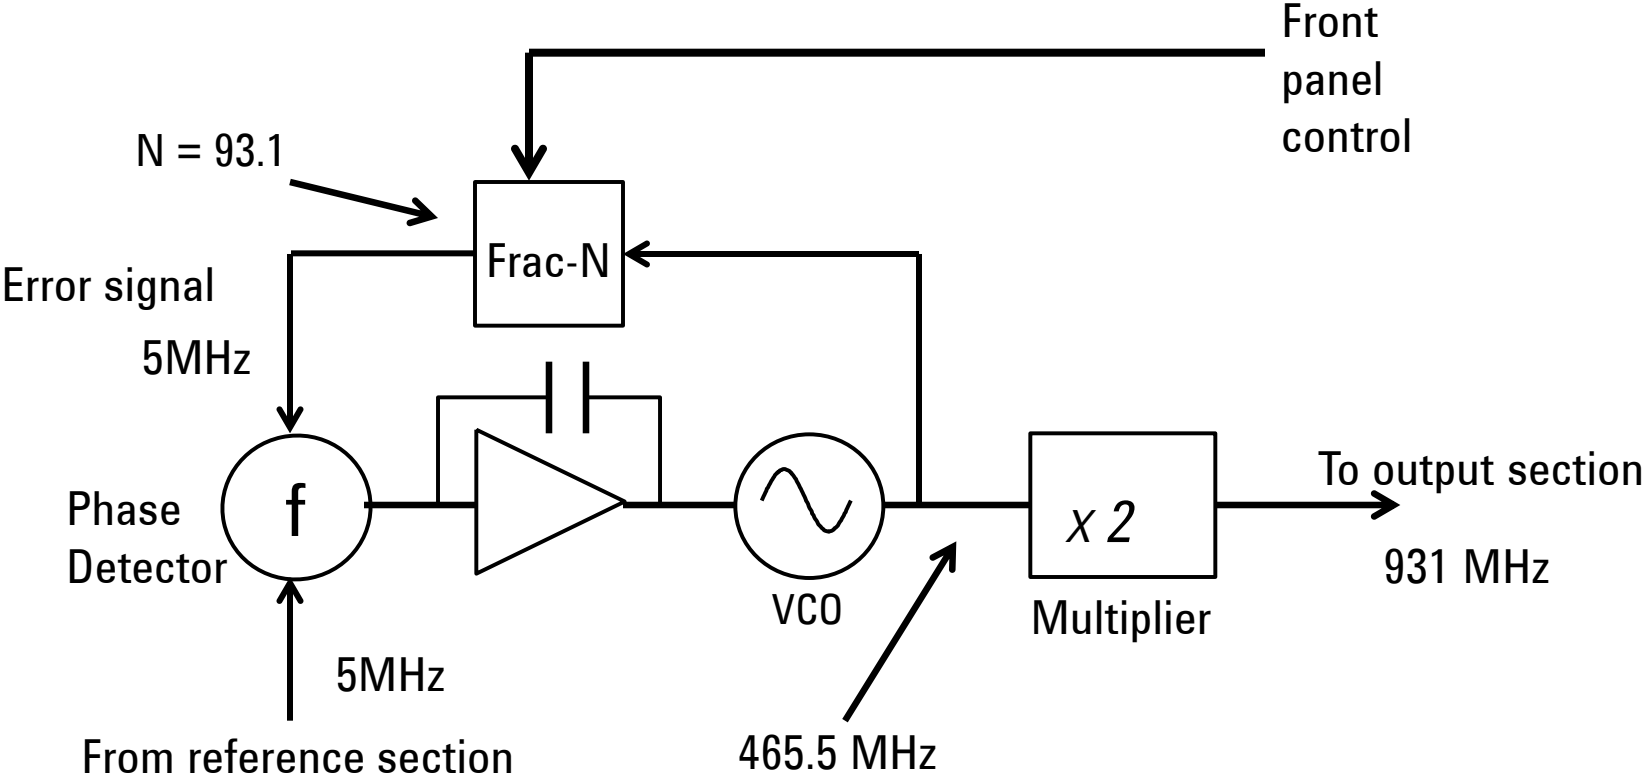 Front
panel
control
N = 93.1
Frac-N
Error signal
5MHz
f
Phase
Detector
x 2
To output section
931 MHz
VCO
Multiplier
5MHz
From reference section
465.5 MHz